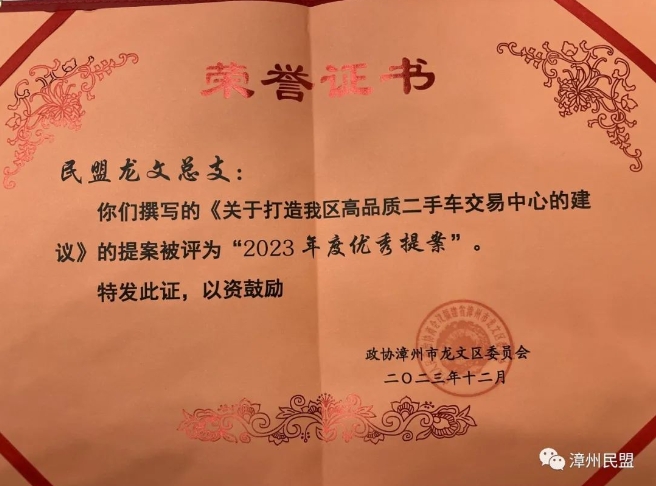 荣誉证书
民盟龙文总支：
你们撰写的《关于打造我区高品质二手车交易中心的建
议》的提案被评为“2023年度优秀提案”。
特发此证，以资鼓励
政协漳州市龙文区委员会
二〇二三年十二月
漳州民盟